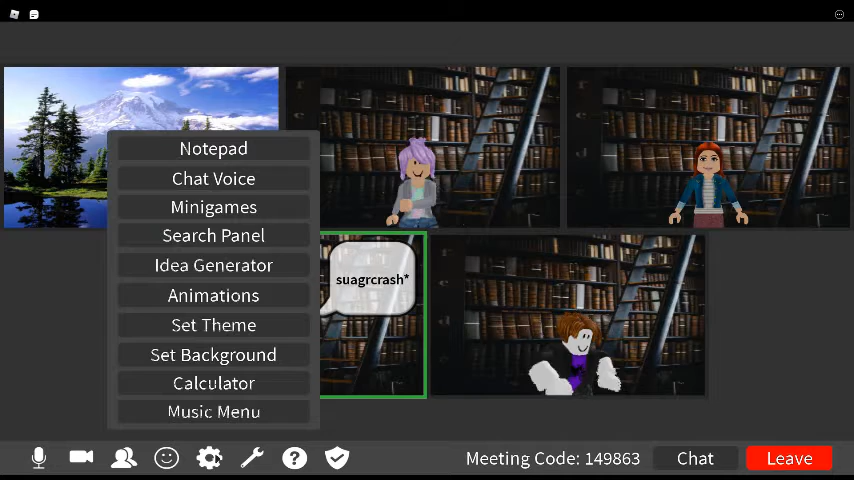 Notepad
Chat Voice
Minigames
Search Panel
Idea Generator
suagrcrash*
Animations
Set Theme
Set Background
Calculator
Music Menu
Meeting Code: 149863
Chat
Leave